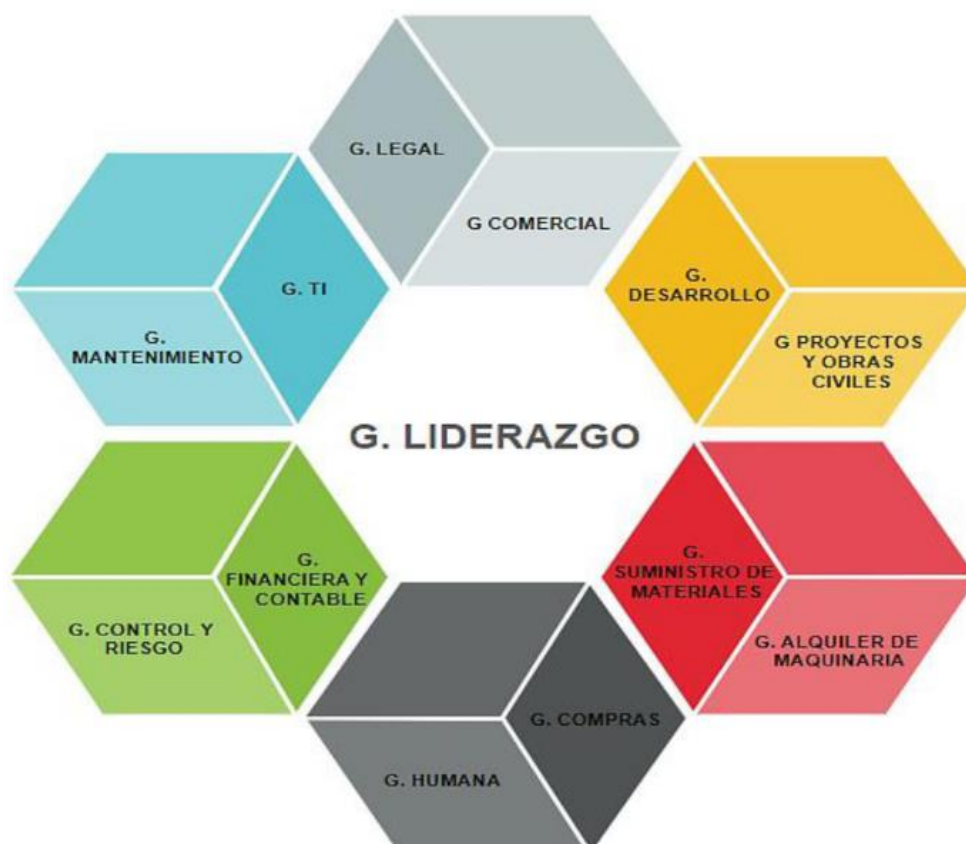 G. LEGAL
G COMERCIAL
G. TI
G.
MANTENIMIENTO
G.
DESARROLLO
G PROYECTOS
Y OBRAS
CIVILES
G. LIDERAZGO
G.
FINANCIERA Y
CONTABLE
G. CONTROL Y
RIESGO
G.
SUMINISTRO DE
MATERIALES
G. ALQUILER DE
MAQUINARIA
G. COMPRAS
G. HUMANA